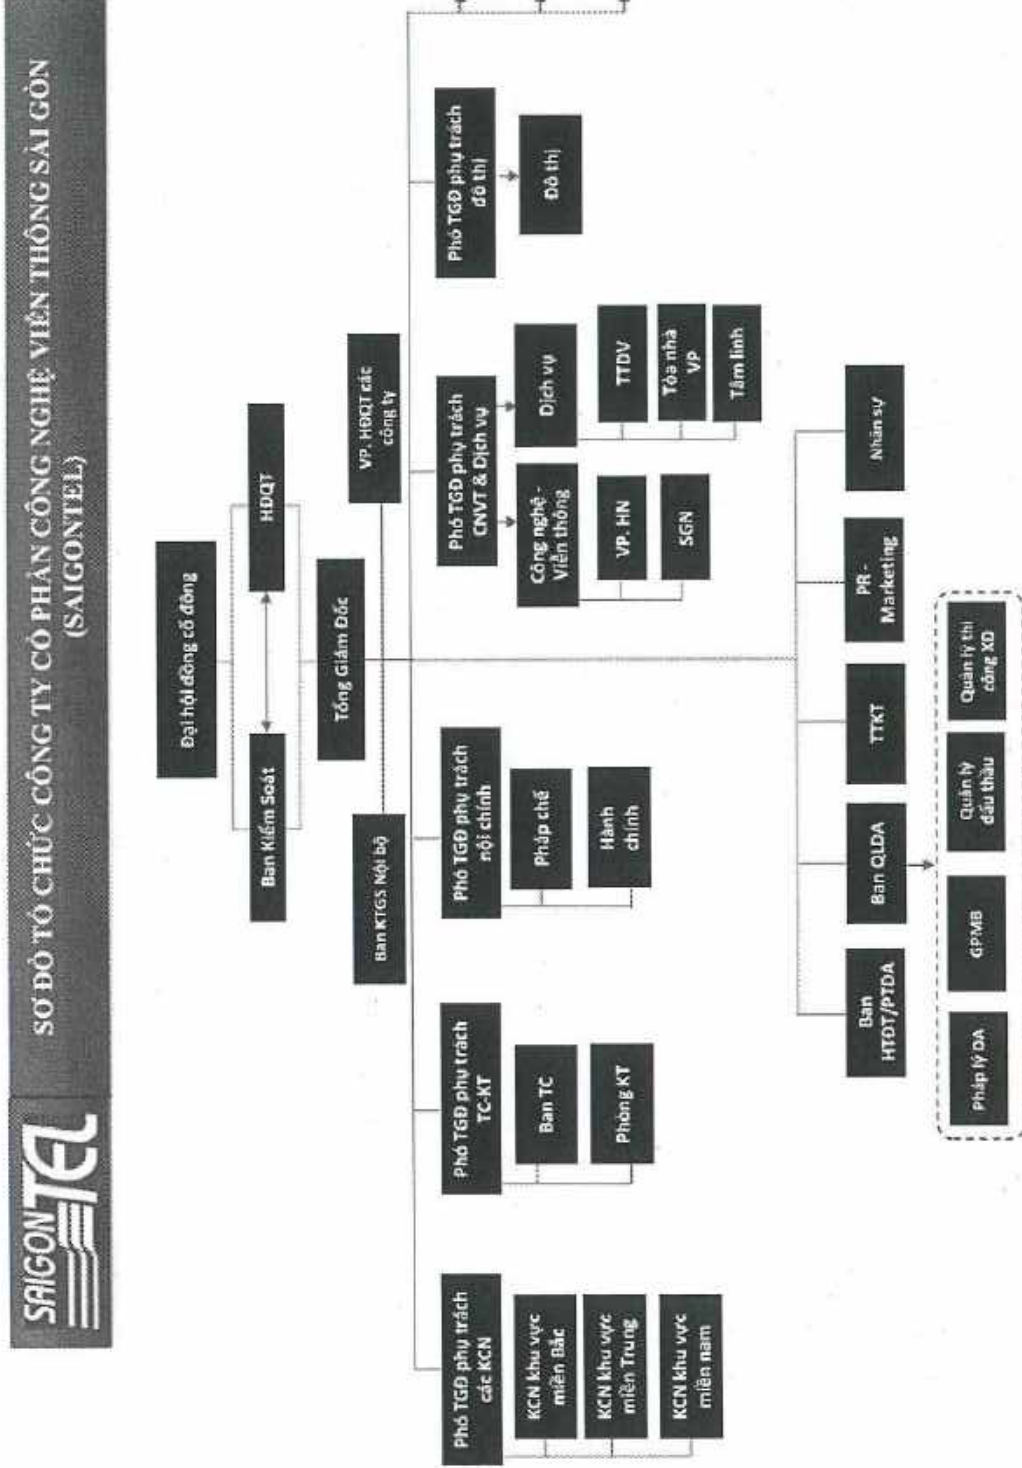 SAIGONTEL
SƠ ĐỒ TỔ CHỨC CÔNG TY CỔ PHẦN CÔNG NGHỆ VIỄN THÔNG SÀI GÒN
(SAIGONTEL)
Đại hội đồng cổ đông
Ban Kiểm Soát
HĐQT
Tổng Giám Đốc
Ban KTGS Nội bộ
VP. HĐQT các
công ty
Phó TGĐ phụ trách
các KCN
KCN khu vực
miền Bắc
KCN khu vực
miền Trung
KCN khu vực
miền nam
Phó TGĐ phụ trách
TC-KT
Ban TC
Phòng KT
Phó TGĐ phụ trách
nội chính
Pháp chế
Hành
chính
Phó TGĐ phụ trách
CNVT & Dịch vụ
Công nghệ -
Viễn thông
VP. HN
SGN
Dịch vụ
TTDV
Tòa nhà
VP
Tâm linh
Phó TGĐ phụ trách
đô thị
Đô thị
Ban
HTĐT/PTDA
Ban QLDA
TTKT
PR -
Marketing
Nhân sự
Pháp lý DA
GPMB
Quản lý
đấu thầu
Quản lý thi
công XD